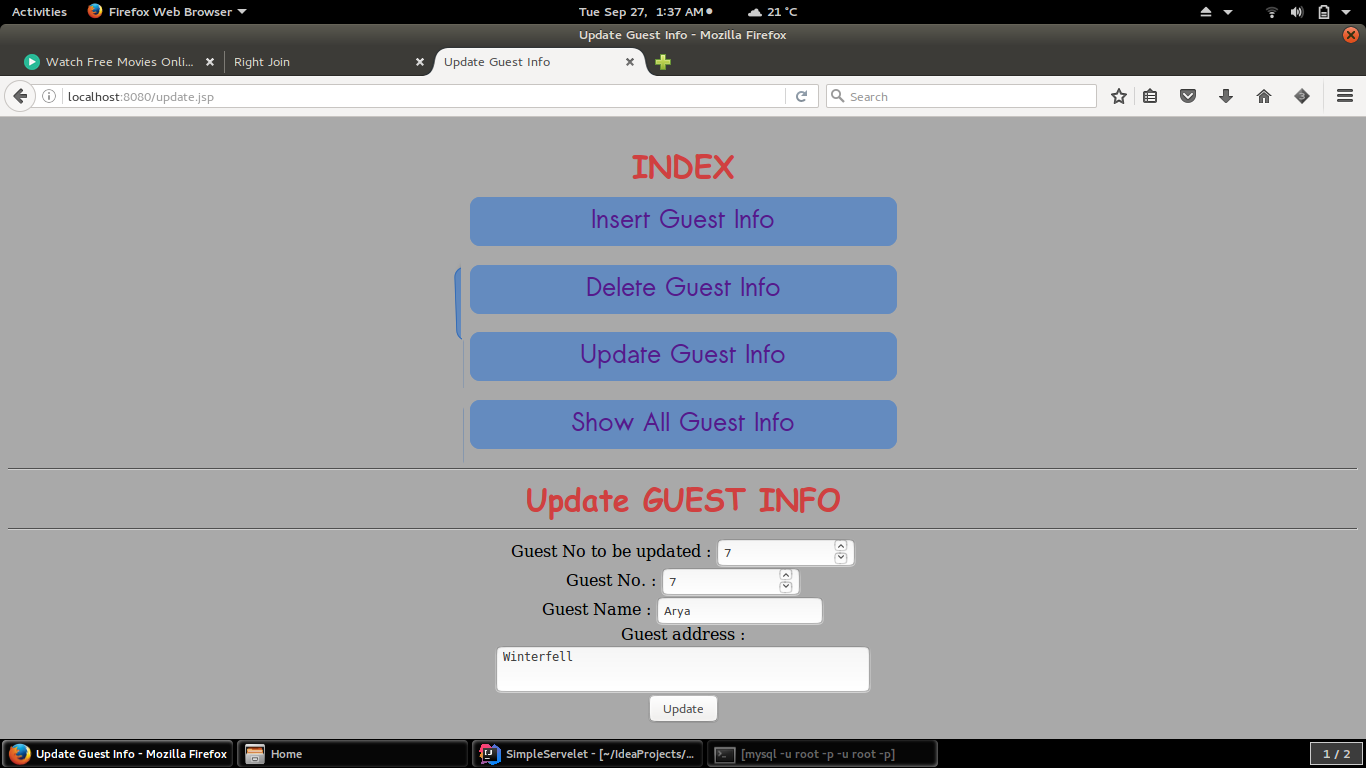 Activities Firefox Web Browser Tue Sep 27, 1:37 AM 21 °C
Update Guest Info - Mozilla Firefox
Watch Free Movies Onli... Right Join Update Guest Info
localhost:8080/update.jsp Search
INDEX
Insert Guest Info
Delete Guest Info
Update Guest Info
Show All Guest Info
Update GUEST INFO
Guest No to be updated : 7
Guest No. : 7
Guest Name : Arya
Guest address :
Winterfell
Update
Update Guest Info - Mozilla Firefox Home SimpleServelet - [~/IdeaProjects/... [mysql -u root -p -u root -p] 1 / 2